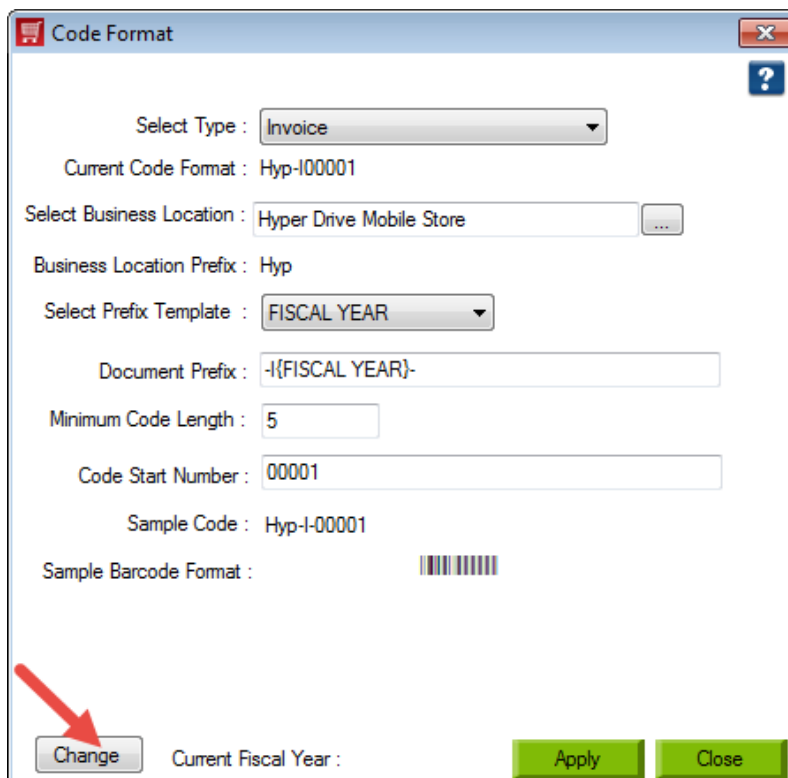 Code Format
?
Select Type : Invoice
Current Code Format : Hyp-I00001
Select Business Location : Hyper Drive Mobile Store ...
Business Location Prefix : Hyp
Select Prefix Template : FISCAL YEAR
Document Prefix : -I{FISCAL YEAR}-
Minimum Code Length : 5
Code Start Number : 00001
Sample Code : Hyp-I-00001
Sample Barcode Format :
Change Current Fiscal Year : Apply Close